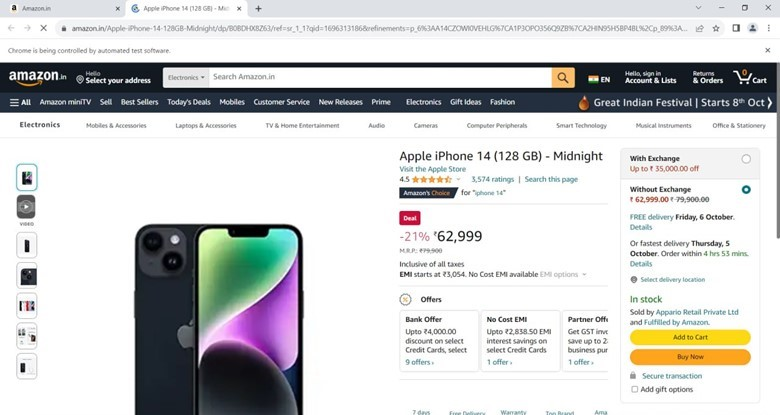 Amazon.in
Apple iPhone 14 (128 GB) - Mid
amazon.in/Apple-iPhone-14-128GB-Midnight/dp/B0BDHX8Z63/ref=sr_1_1?qid=1696313186&refinements=p_6%3AA14CZOWI0VEHLG%7CA1P3OPO356Q9ZB%7CA2HIN95H5BP4BL%2Cp_89%3A...
Chrome is being controlled by automated test software.
amazon.in
Hello
Select your address
Electronics
Search Amazon.in
EN
Hello, sign in
Account & Lists
Returns
& Orders
0
Cart
All
Amazon miniTV
Sell
Best Sellers
Today's Deals
Mobiles
Customer Service
New Releases
Prime
Electronics
Gift Ideas
Fashion
Great Indian Festival | Starts 8th Oct
Electronics
Mobiles & Accessories
Laptops & Accessories
TV & Home Entertainment
Audio
Cameras
Computer Peripherals
Smart Technology
Musical Instruments
Office & Stationery
VIDEO
Apple iPhone 14 (128 GB) - Midnight
Visit the Apple Store
4.5
3,574 ratings | Search this page
Amazon's Choice
for "iphone 14"
Deal
-21% ₹62,999
M.R.P.: ₹79,900
Inclusive of all taxes
EMI starts at ₹3,054. No Cost EMI available EMI options
Offers
Bank Offer
Upto ₹4,000.00
discount on select
Credit Cards, select
9 offers
No Cost EMI
Upto ₹2,838.50 EMI
interest savings on
select Credit Cards
1 offer
Partner Offe
Get GST invo
save up to 2
business pur
1 offer
7 days
Free Delivery
Warranty
Top Brand
Ama
With Exchange
Up to ₹ 35,000.00 off
Without Exchange
₹ 62,999.00 ₹ 79,900.00
FREE delivery Friday, 6 October.
Details
Or fastest delivery Thursday, 5
October. Order within 4 hrs 53 mins.
Details
Select delivery location
In stock
Sold by Appario Retail Private Ltd
and Fulfilled by Amazon.
Add to Cart
Buy Now
Secure transaction
Add gift options